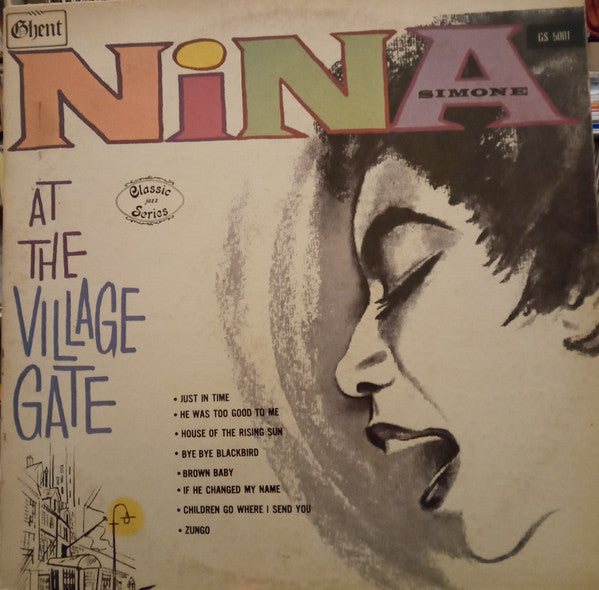 Ghent
NiNA
SIMONE
GS 5001
Classic
jazz
Series
AT
THE
VILLAGE
GATE
• JUST IN TIME
• HE WAS TOO GOOD TO ME
• HOUSE OF THE RISING SUN
• BYE BYE BLACKBIRD
• BROWN BABY
• IF HE CHANGED MY NAME
• CHILDREN GO WHERE I SEND YOU
• ZUNGO